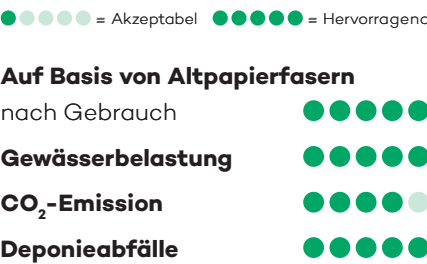 = Akzeptabel = Hervorragend
Auf Basis von Altpapierfasern
nach Gebrauch
Gewässerbelastung
CO₂-Emission
Deponieabfälle